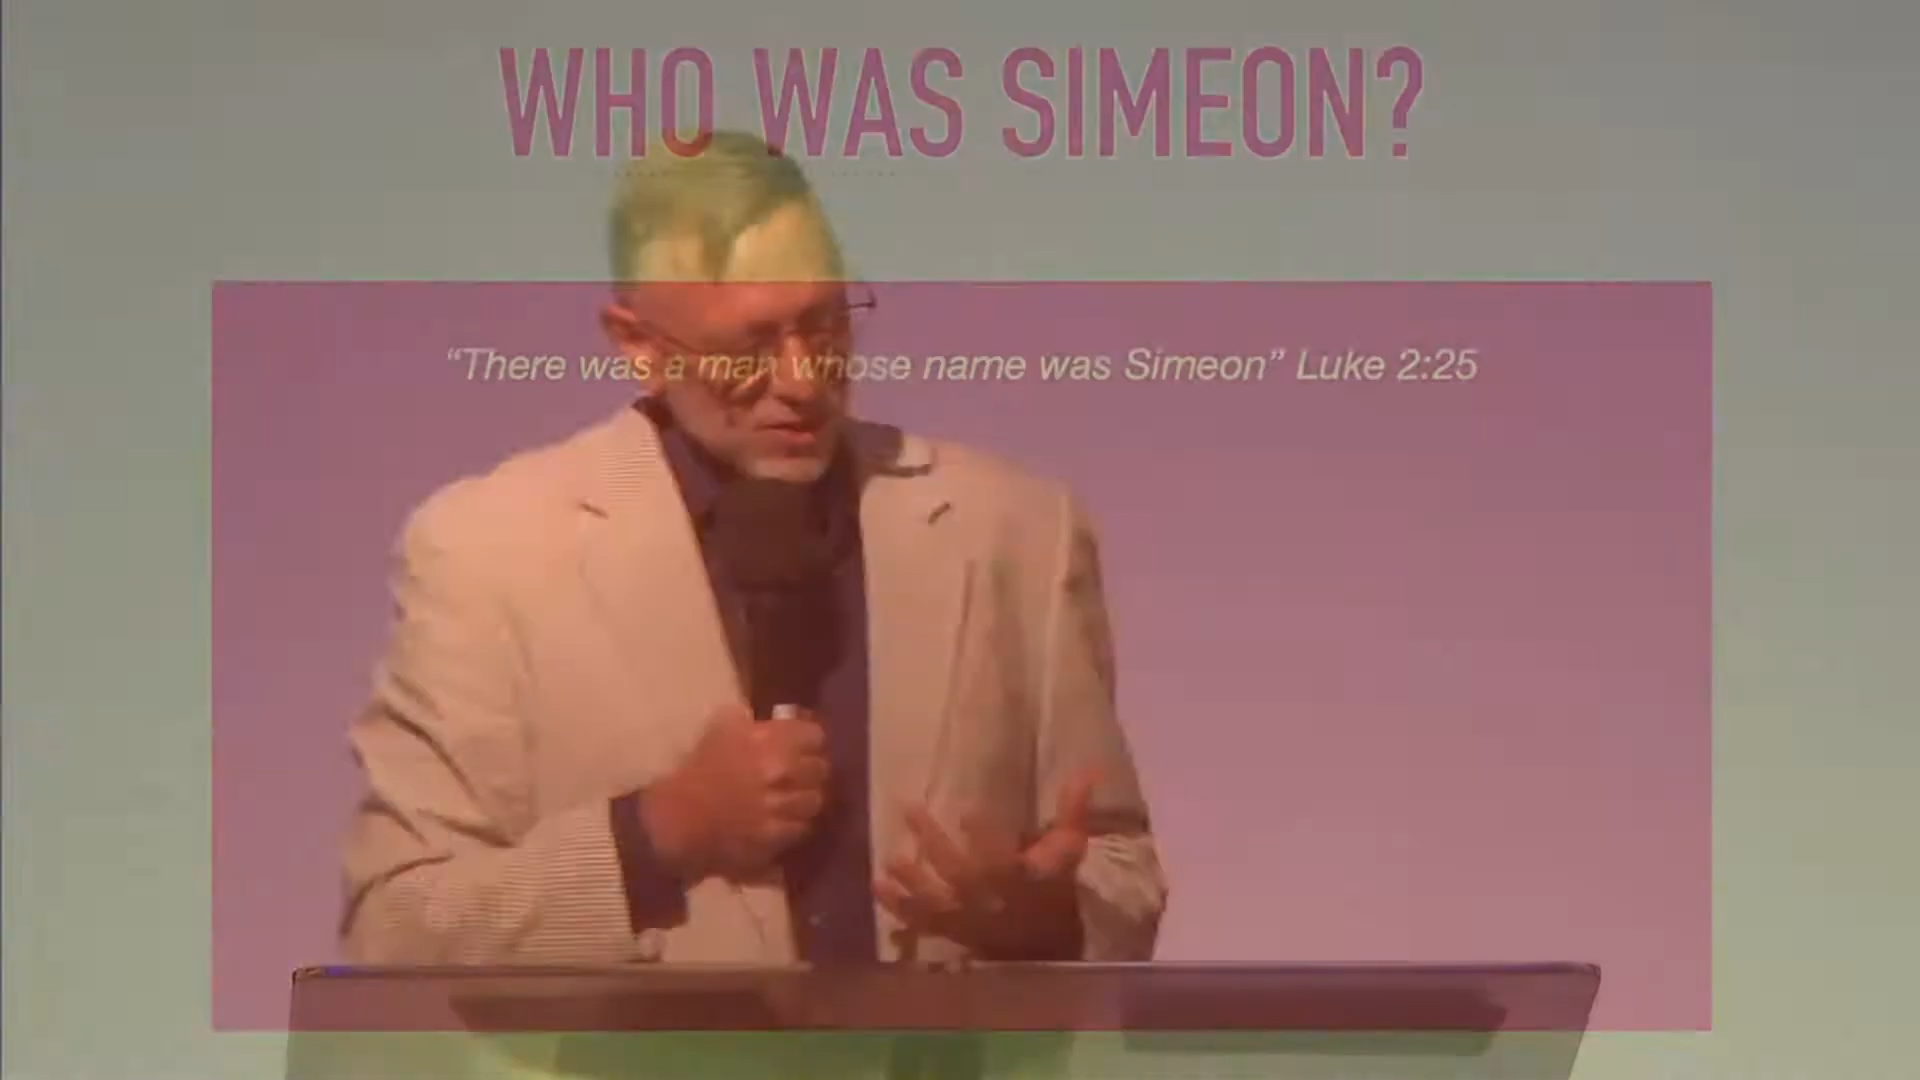 WHO WAS SIMEON?
“There was a man whose name was Simeon” Luke 2:25